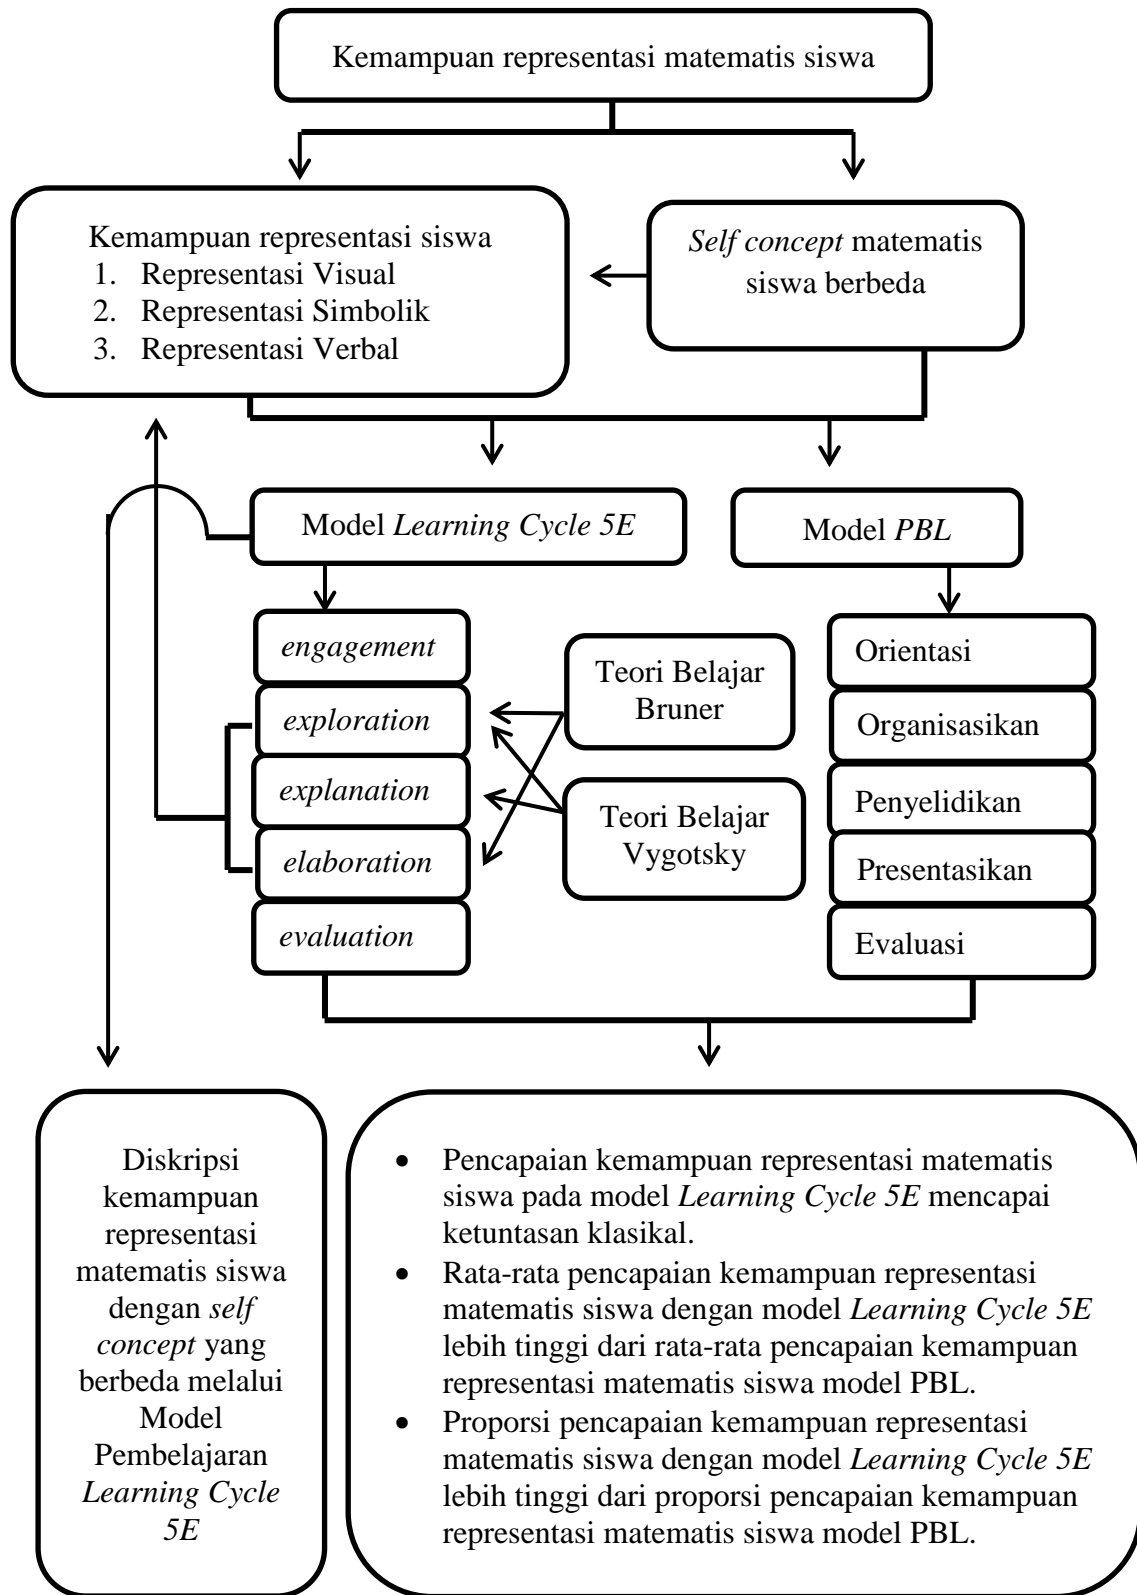 Kemampuan representasi matematis siswa
Kemampuan representasi siswa
1. Representasi Visual
2. Representasi Simbolik
3. Representasi Verbal
Self concept matematis
siswa berbeda
Model Learning Cycle 5E
Model PBL
engagement
exploration
explanation
elaboration
evaluation
Teori Belajar
Bruner
Teori Belajar
Vygotsky
Orientasi
Organisasikan
Penyelidikan
Presentasikan
Evaluasi
Diskripsi
kemampuan
representasi
matematis siswa
dengan self
concept yang
berbeda melalui
Model
Pembelajaran
Learning Cycle
5E
• Pencapaian kemampuan representasi matematis
siswa pada model Learning Cycle 5E mencapai
ketuntasan klasikal.
• Rata-rata pencapaian kemampuan representasi
matematis siswa dengan model Learning Cycle 5E
lebih tinggi dari rata-rata pencapaian kemampuan
representasi matematis siswa model PBL.
• Proporsi pencapaian kemampuan representasi
matematis siswa dengan model Learning Cycle 5E
lebih tinggi dari proporsi pencapaian kemampuan
representasi matematis siswa model PBL.